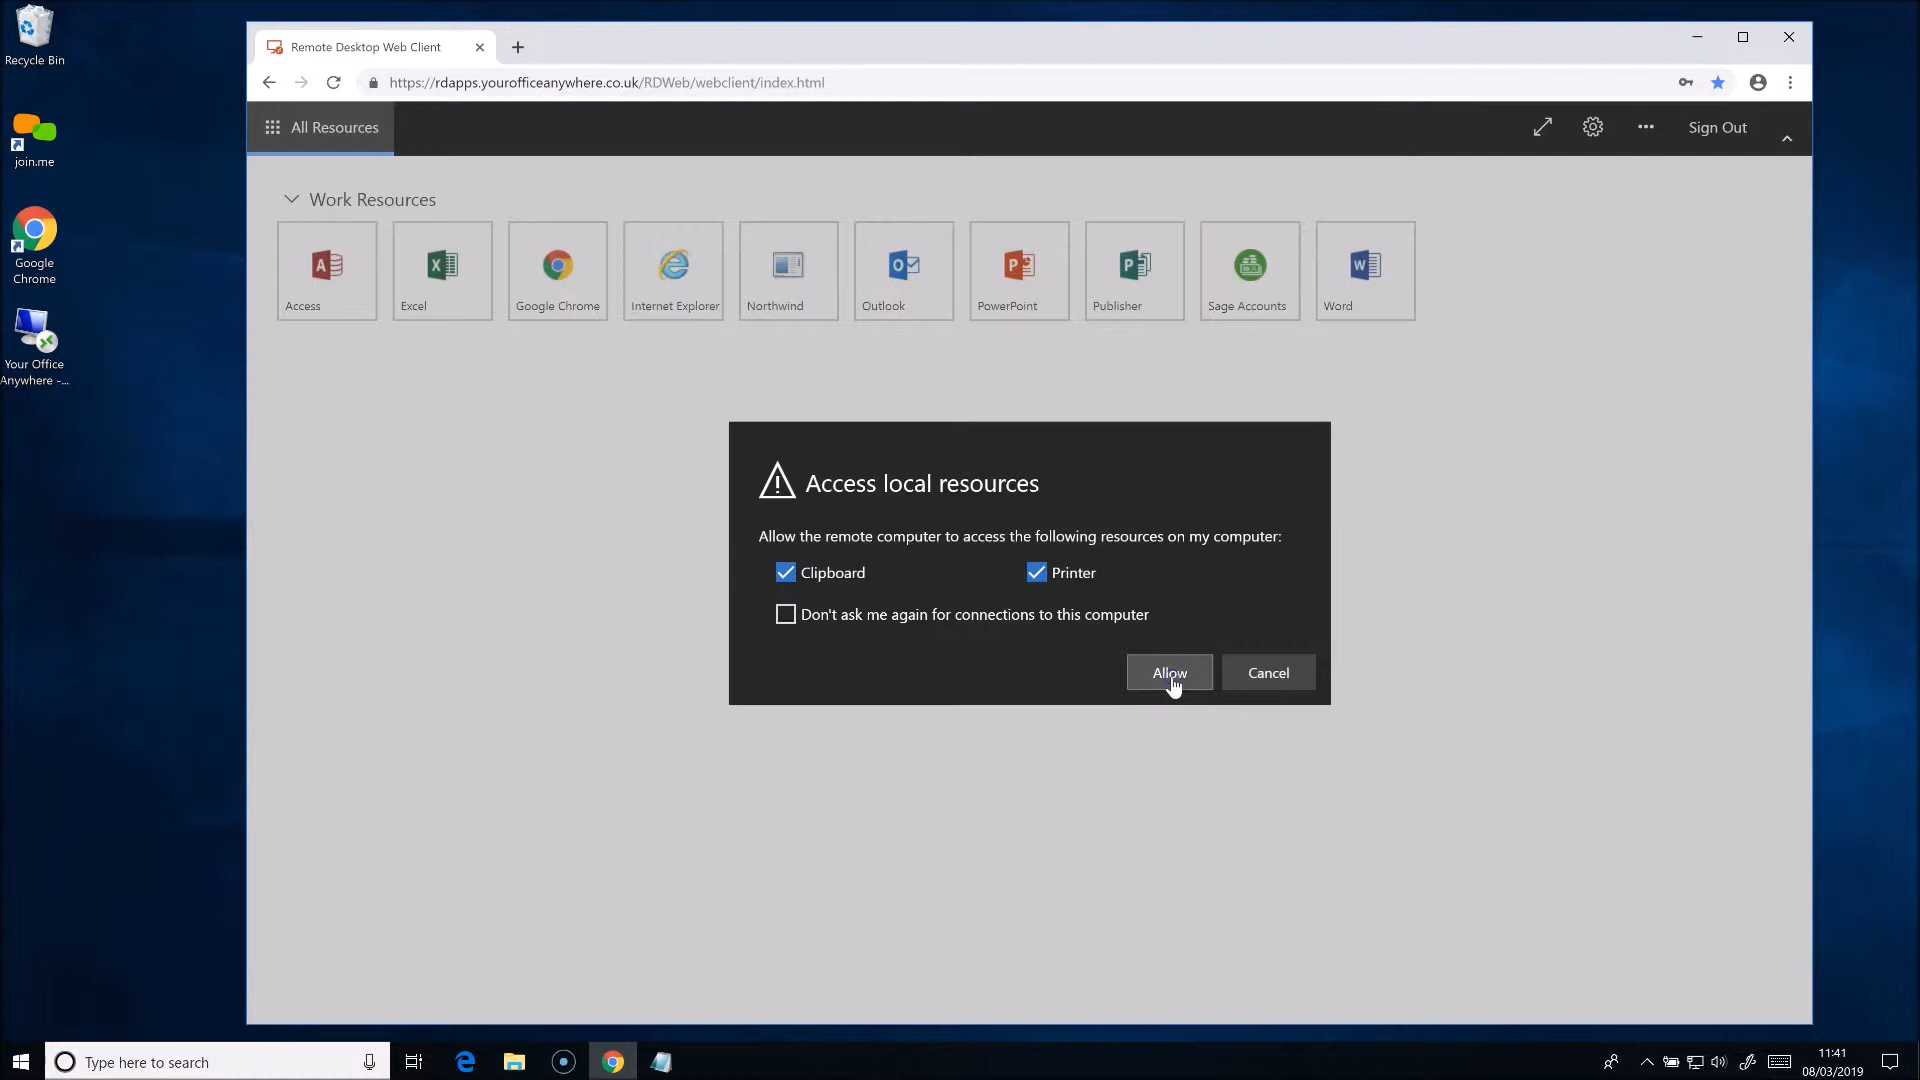 Recycle Bin
join.me
Google
Chrome
Your Office
Anywhere -...
Remote Desktop Web Client
https://rdapps.yourofficeanywhere.co.uk/RDWeb/webclient/index.html
All Resources
Sign Out
Work Resources
Access
Excel
Google Chrome
Internet Explorer
Northwind
Outlook
PowerPoint
Publisher
Sage Accounts
Word
Access local resources
Allow the remote computer to access the following resources on my computer:
Clipboard
Printer
Don't ask me again for connections to this computer
Allow
Cancel
Type here to search
11:41
08/03/2019